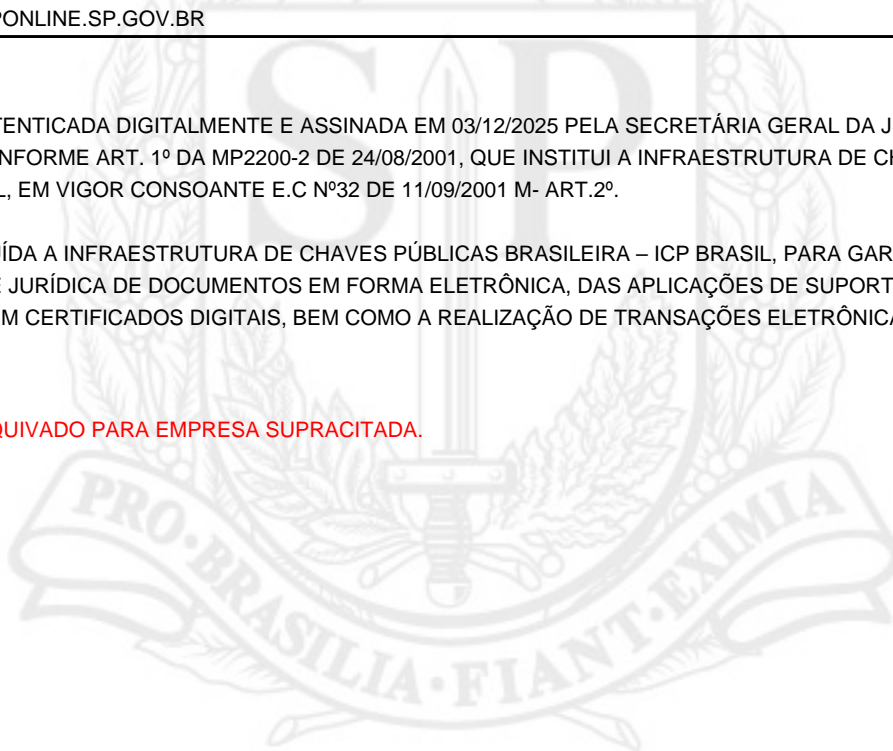 PONLINE.SP.GOV.BR
TENTICADA DIGITALMENTE E ASSINADA EM 03/12/2025 PELA SECRETÁRIA GERAL DA J
NFORME ART. 1º DA MP2200-2 DE 24/08/2001, QUE INSTITUI A INFRAESTRUTURA DE CH
L, EM VIGOR CONSOANTE E.C Nº32 DE 11/09/2001 M- ART.2º.
UÍDA A INFRAESTRUTURA DE CHAVES PÚBLICAS BRASILEIRA – ICP BRASIL, PARA GAR
E JURÍDICA DE DOCUMENTOS EM FORMA ELETRÔNICA, DAS APLICAÇÕES DE SUPORT
EM CERTIFICADOS DIGITAIS, BEM COMO A REALIZAÇÃO DE TRANSAÇÕES ELETRÔNICA
QUIVADO PARA EMPRESA SUPRACITADA.
SP
PRO·BRASILIA·FIANT·EXIMIA